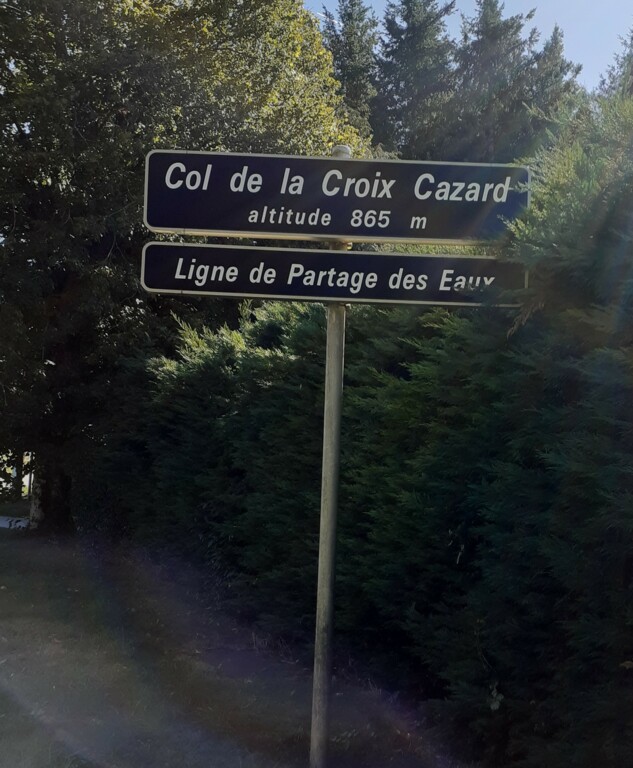 Col de la Croix Cazard
altitude 865 m
Ligne de Partage des Eaux